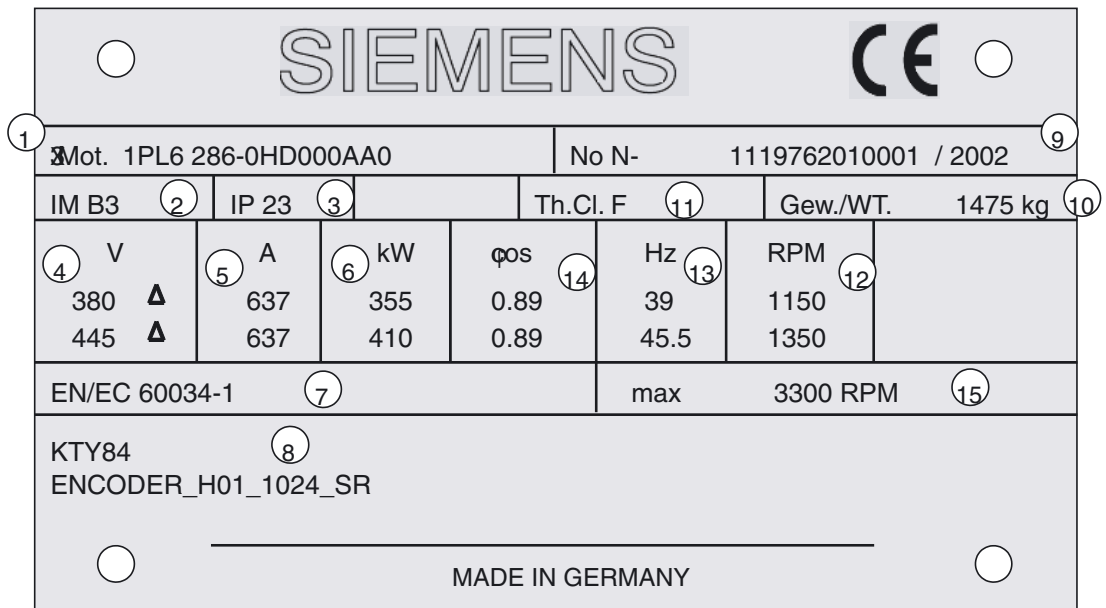 SIEMENS CE
1 3~Mot. 1PL6 286-0HD000AA0 No N- 1119762010001 / 2002 9
IM B3 2 IP 23 3 Th.Cl. F 11 Gew./WT. 1475 kg 10
4 V 5 A 6 kW cosφ 14 Hz 13 RPM 12
380 Δ 637 355 0.89 39 1150
445 Δ 637 410 0.89 45.5 1350
EN/EC 60034-1 7 max 3300 RPM 15
KTY84 8
ENCODER_H01_1024_SR
MADE IN GERMANY